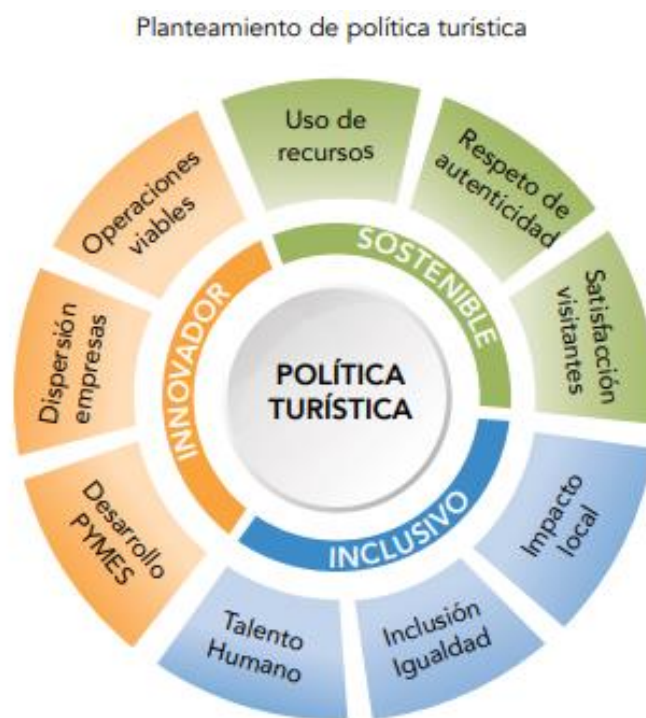 Planteamiento de política turística
Uso de
recursos
Respeto de
autenticidad
Satisfacción
visitantes
Impacto
local
Inclusión
Igualdad
Talento
Humano
Desarrollo
PYMES
Dispersión
empresas
Operaciones
viables
SOSTENIBLE
INCLUSIVO
INNOVADOR
POLÍTICA
TURÍSTICA